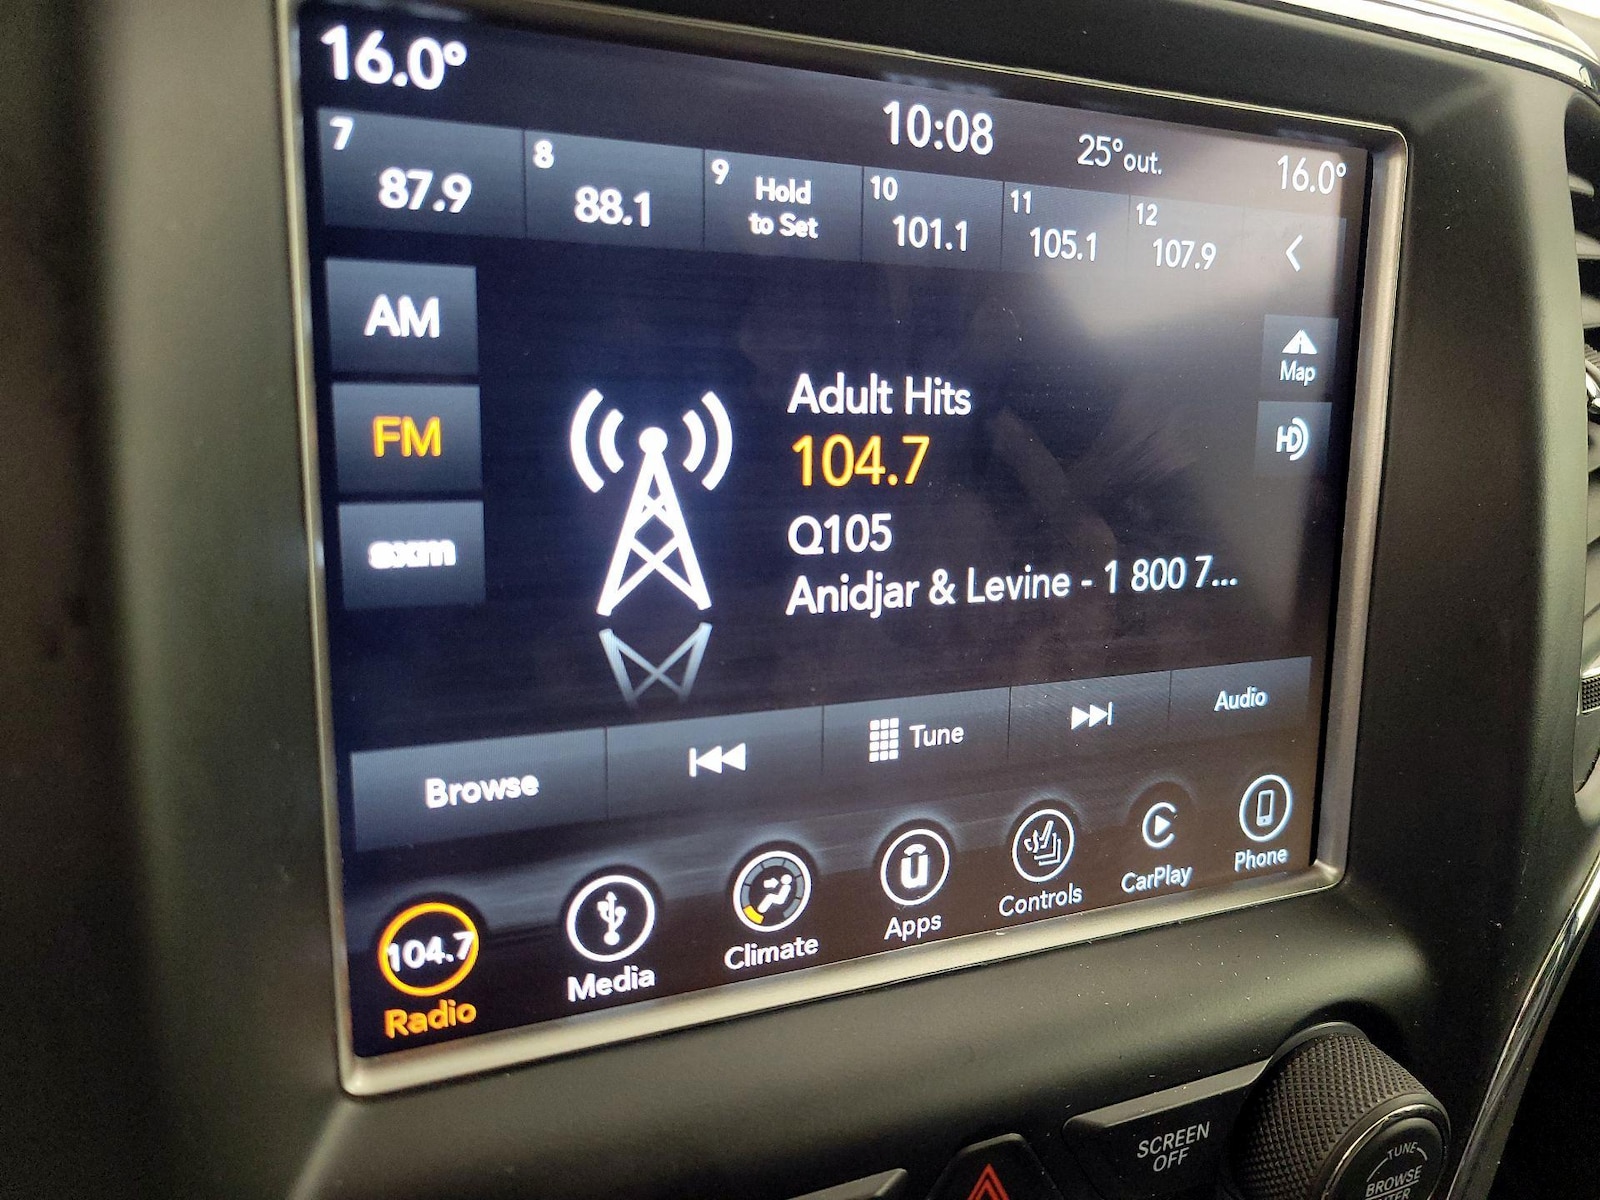 16.0°
10:08
25° out.
16.0°
7 87.9
8 88.1
9 Hold
to Set
10 101.1
11 105.1
12 107.9
AM
FM
sxm
Adult Hits
104.7
Q105
Anidjar & Levine - 1 800 7...
Map
HD
Browse
Tune
Audio
104.7
Radio
Media
Climate
Apps
Controls
CarPlay
Phone
SCREEN
OFF
TUNE
BROWSE